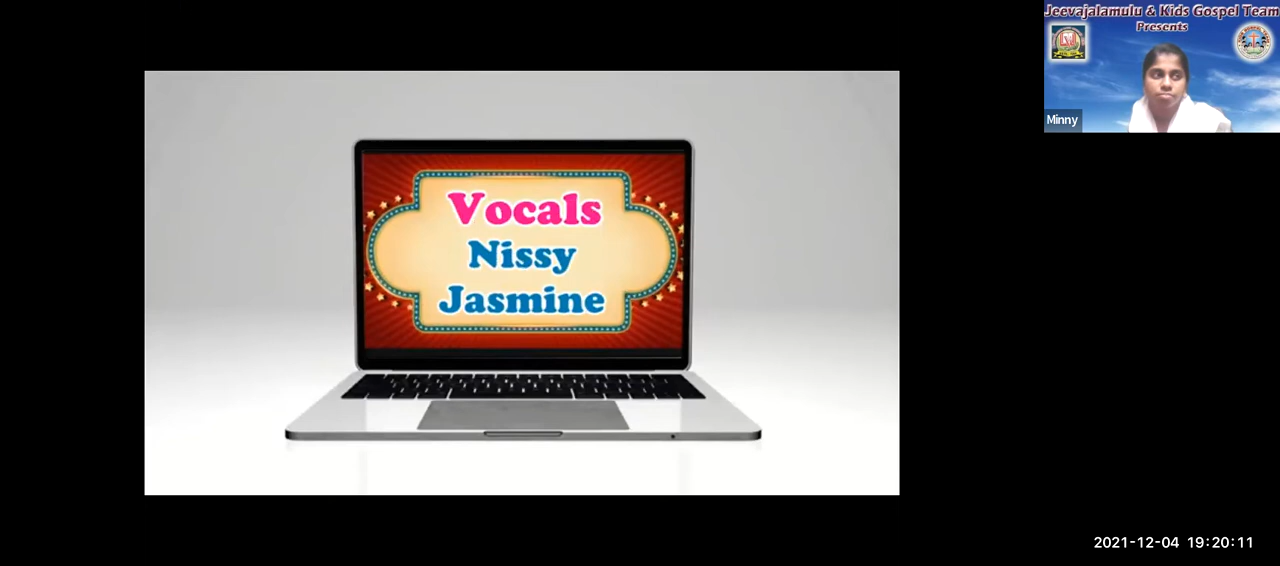 Jeevajalamulu & Kids Gospel Team
Presents
Minny
Vocals
Nissy
Jasmine
2021-12-04 19:20:11